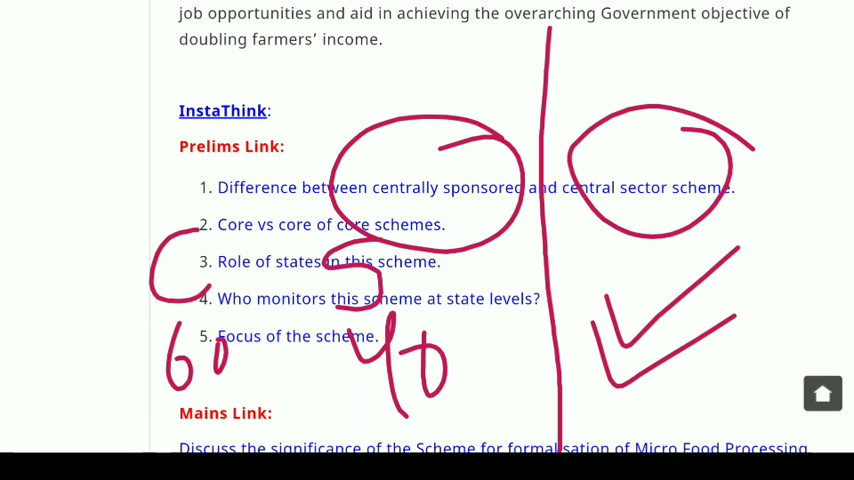 job opportunities and aid in achieving the overarching Government objective of
doubling farmers’ income.
InstaThink:
Prelims Link:
1. Difference between centrally sponsored and central sector scheme.
2. Core vs core of core schemes.
3. Role of states in this scheme.
4. Who monitors this scheme at state levels?
5. Focus of the scheme.
C S
60 40
Mains Link:
Discuss the significance of the Scheme for formalisation of Micro Food Processing